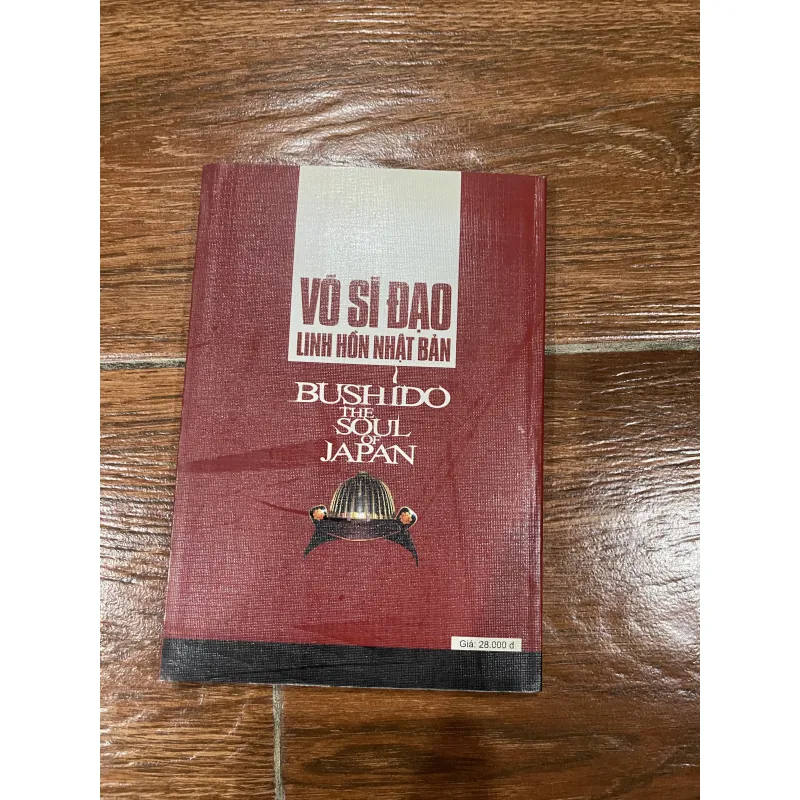 VÕ SĨ ĐẠO
LINH HỒN NHẬT BẢN
BUSHIDO
THE
SOUL
OF
JAPAN
Giá: 28.000 đ